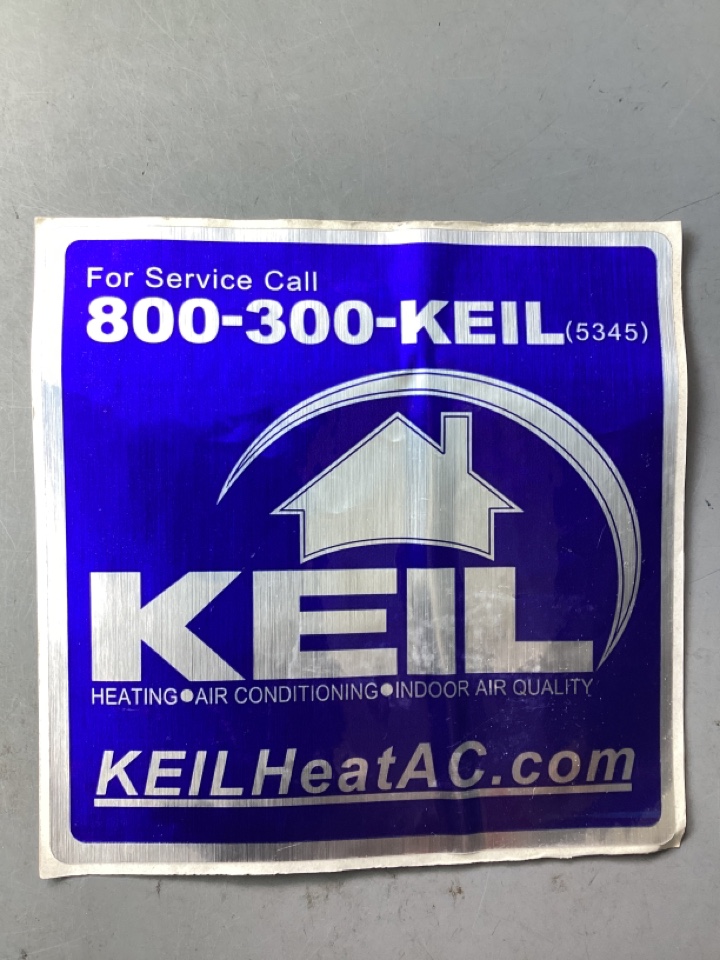 For Service Call
800-300-KEIL(5345)
KEIL
HEATING●AIR CONDITIONING●INDOOR AIR QUALITY
KEILHeatAC.com